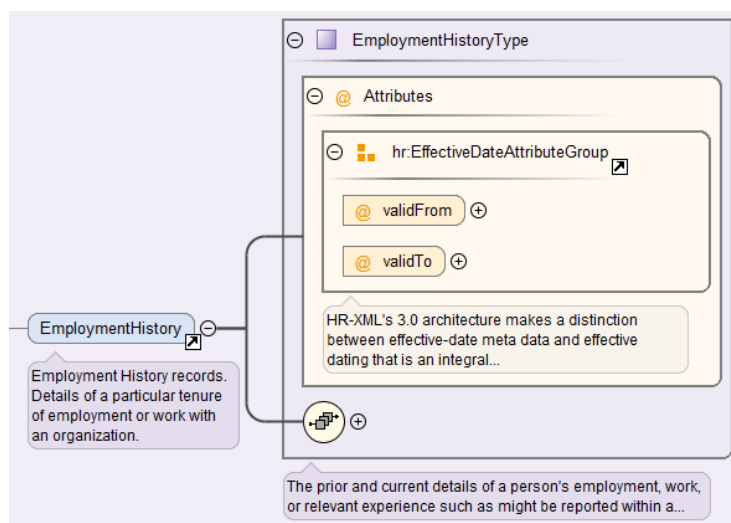 EmploymentHistoryType
@ Attributes
hr:EffectiveDateAttributeGroup
@ validFrom
@ validTo
HR-XML's 3.0 architecture makes a distinction
between effective-date meta data and effective
dating that is an integral...
EmploymentHistory
Employment History records.
Details of a particular tenure
of employment or work with
an organization.
The prior and current details of a person's employment, work,
or relevant experience such as might be reported within a...